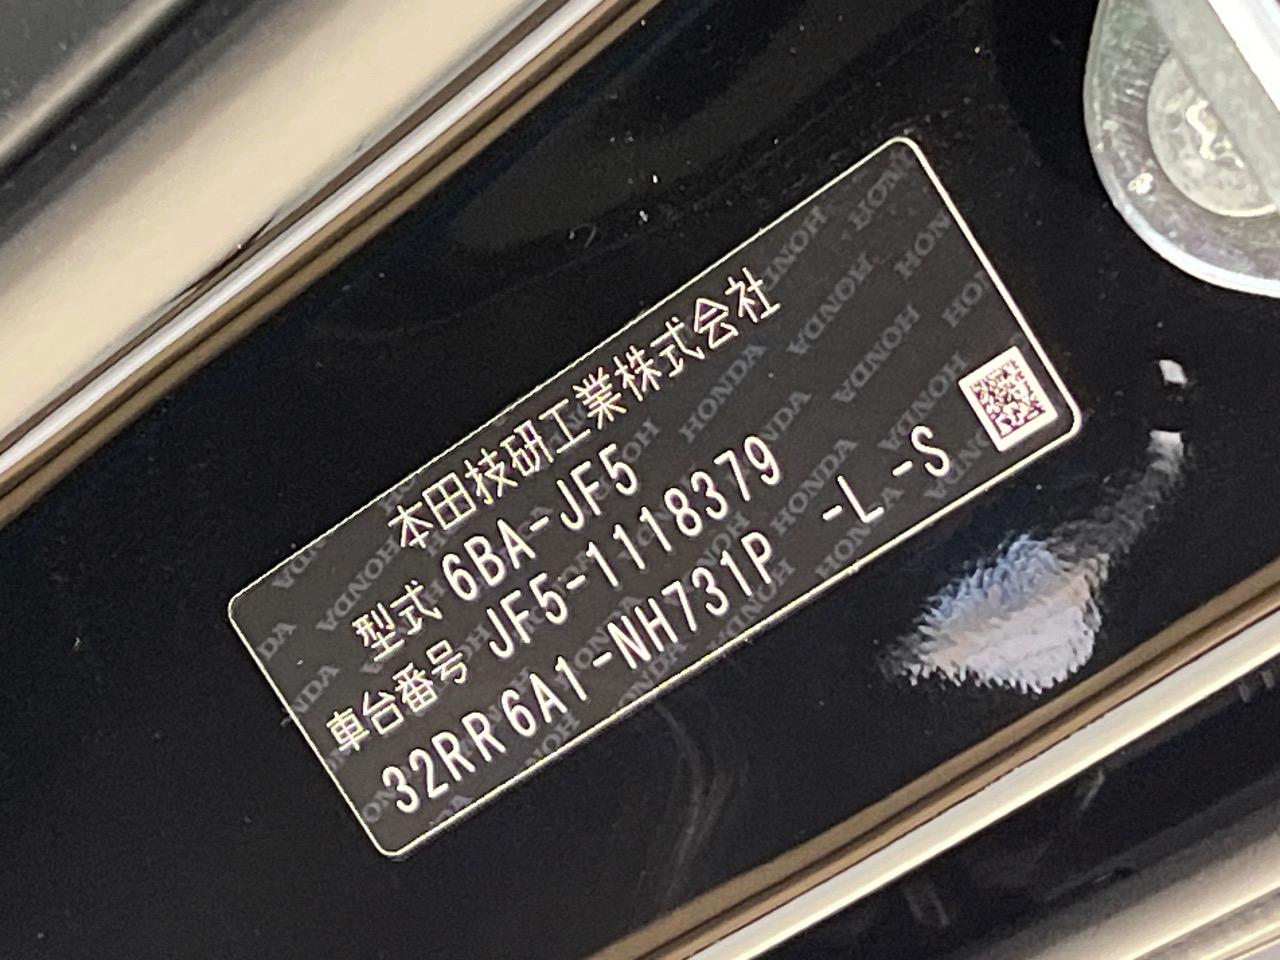 本田技研工業株式会社
型式 6BA-JF5
車台番号 JF5-1118379
32RR6A1-NH731P -L -S